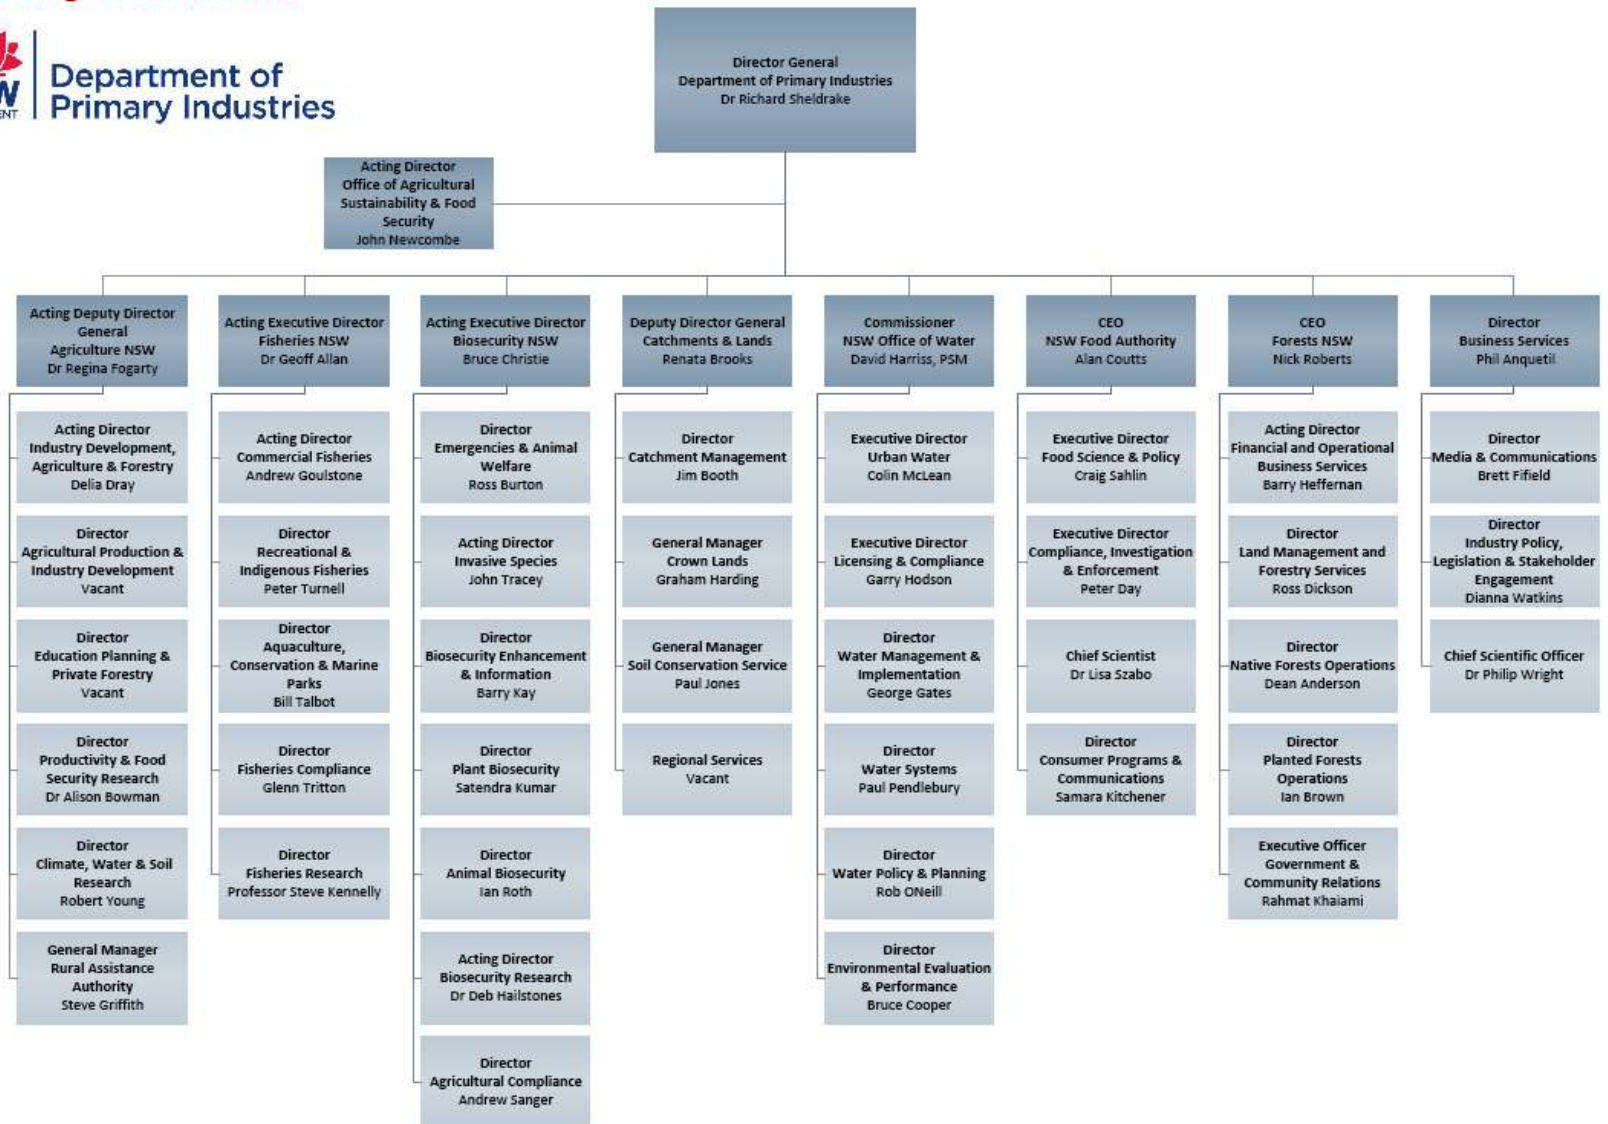 Department of
Primary Industries
Director General
Department of Primary Industries
Dr Richard Sheldrake
Acting Director
Office of Agricultural
Sustainability & Food
Security
John Newcombe
Acting Deputy Director
General
Agriculture NSW
Dr Regina Fogarty
Acting Director
Industry Development,
Agriculture & Forestry
Delia Dray
Director
Agricultural Production &
Industry Development
Vacant
Director
Education Planning &
Private Forestry
Vacant
Director
Productivity & Food
Security Research
Dr Alison Bowman
Director
Climate, Water & Soil
Research
Robert Young
General Manager
Rural Assistance
Authority
Steve Griffith
Acting Executive Director
Fisheries NSW
Dr Geoff Allan
Acting Director
Commercial Fisheries
Andrew Goulstone
Director
Recreational &
Indigenous Fisheries
Peter Turnell
Director
Aquaculture,
Conservation & Marine
Parks
Bill Talbot
Director
Fisheries Compliance
Glenn Tritton
Director
Fisheries Research
Professor Steve Kennelly
Acting Executive Director
Biosecurity NSW
Bruce Christie
Director
Emergencies & Animal
Welfare
Ross Burton
Acting Director
Invasive Species
John Tracey
Director
Biosecurity Enhancement
& Information
Barry Kay
Director
Plant Biosecurity
Satendra Kumar
Director
Animal Biosecurity
Ian Roth
Acting Director
Biosecurity Research
Dr Deb Hailstones
Director
Agricultural Compliance
Andrew Sanger
Deputy Director General
Catchments & Lands
Renata Brooks
Director
Catchment Management
Jim Booth
General Manager
Crown Lands
Graham Harding
General Manager
Soil Conservation Service
Paul Jones
Regional Services
Vacant
Commissioner
NSW Office of Water
David Harriss, PSM
Executive Director
Urban Water
Colin McLean
Executive Director
Licensing & Compliance
Garry Hodson
Director
Water Management &
Implementation
George Gates
Director
Water Systems
Paul Pendlebury
Director
Water Policy & Planning
Rob ONeill
Director
Environmental Evaluation
& Performance
Bruce Cooper
CEO
NSW Food Authority
Alan Coutts
Executive Director
Food Science & Policy
Craig Sahlin
Executive Director
Compliance, Investigation
& Enforcement
Peter Day
Chief Scientist
Dr Lisa Szabo
Director
Consumer Programs &
Communications
Samara Kitchener
CEO
Forests NSW
Nick Roberts
Acting Director
Financial and Operational
Business Services
Barry Heffernan
Director
Land Management and
Forestry Services
Ross Dickson
Director
Native Forests Operations
Dean Anderson
Director
Planted Forests
Operations
Ian Brown
Executive Officer
Government &
Community Relations
Rahmat Khaiami
Director
Business Services
Phil Anquetil
Director
Media & Communications
Brett Fifield
Director
Industry Policy,
Legislation & Stakeholder
Engagement
Dianna Watkins
Chief Scientific Officer
Dr Philip Wright